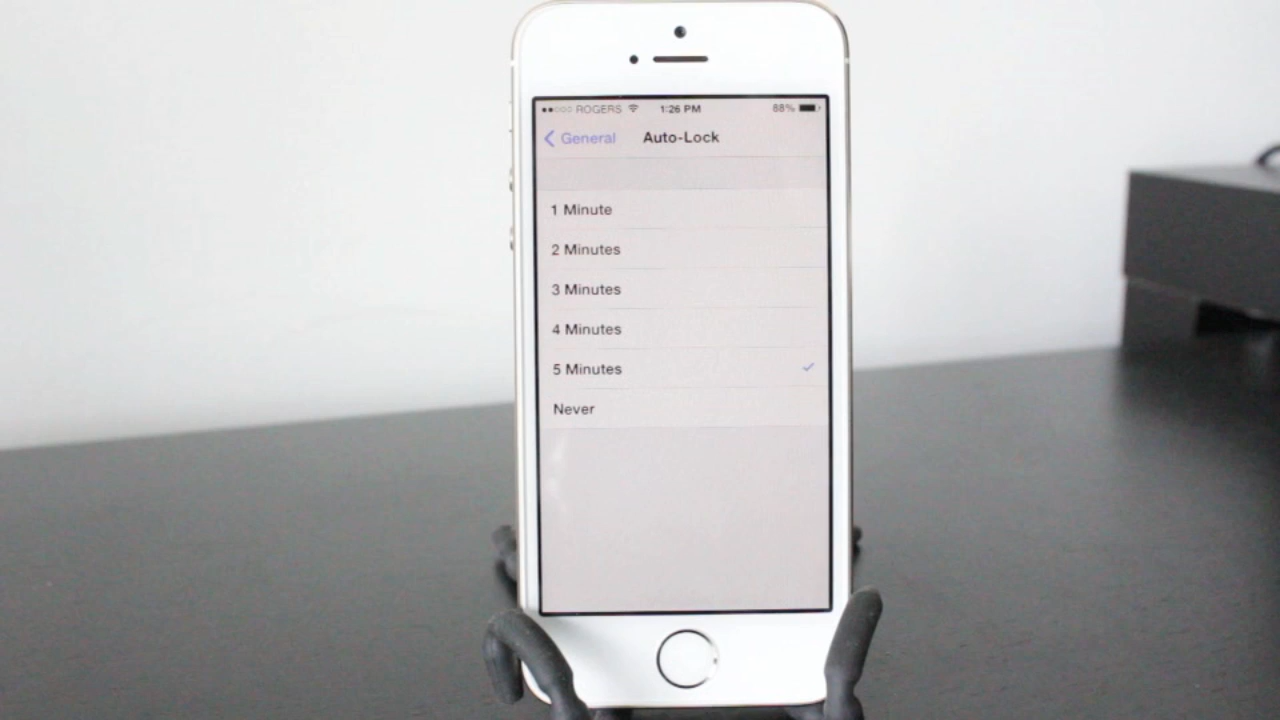 ROGERS 1:26 PM 88%
General Auto-Lock
1 Minute
2 Minutes
3 Minutes
4 Minutes
5 Minutes
Never